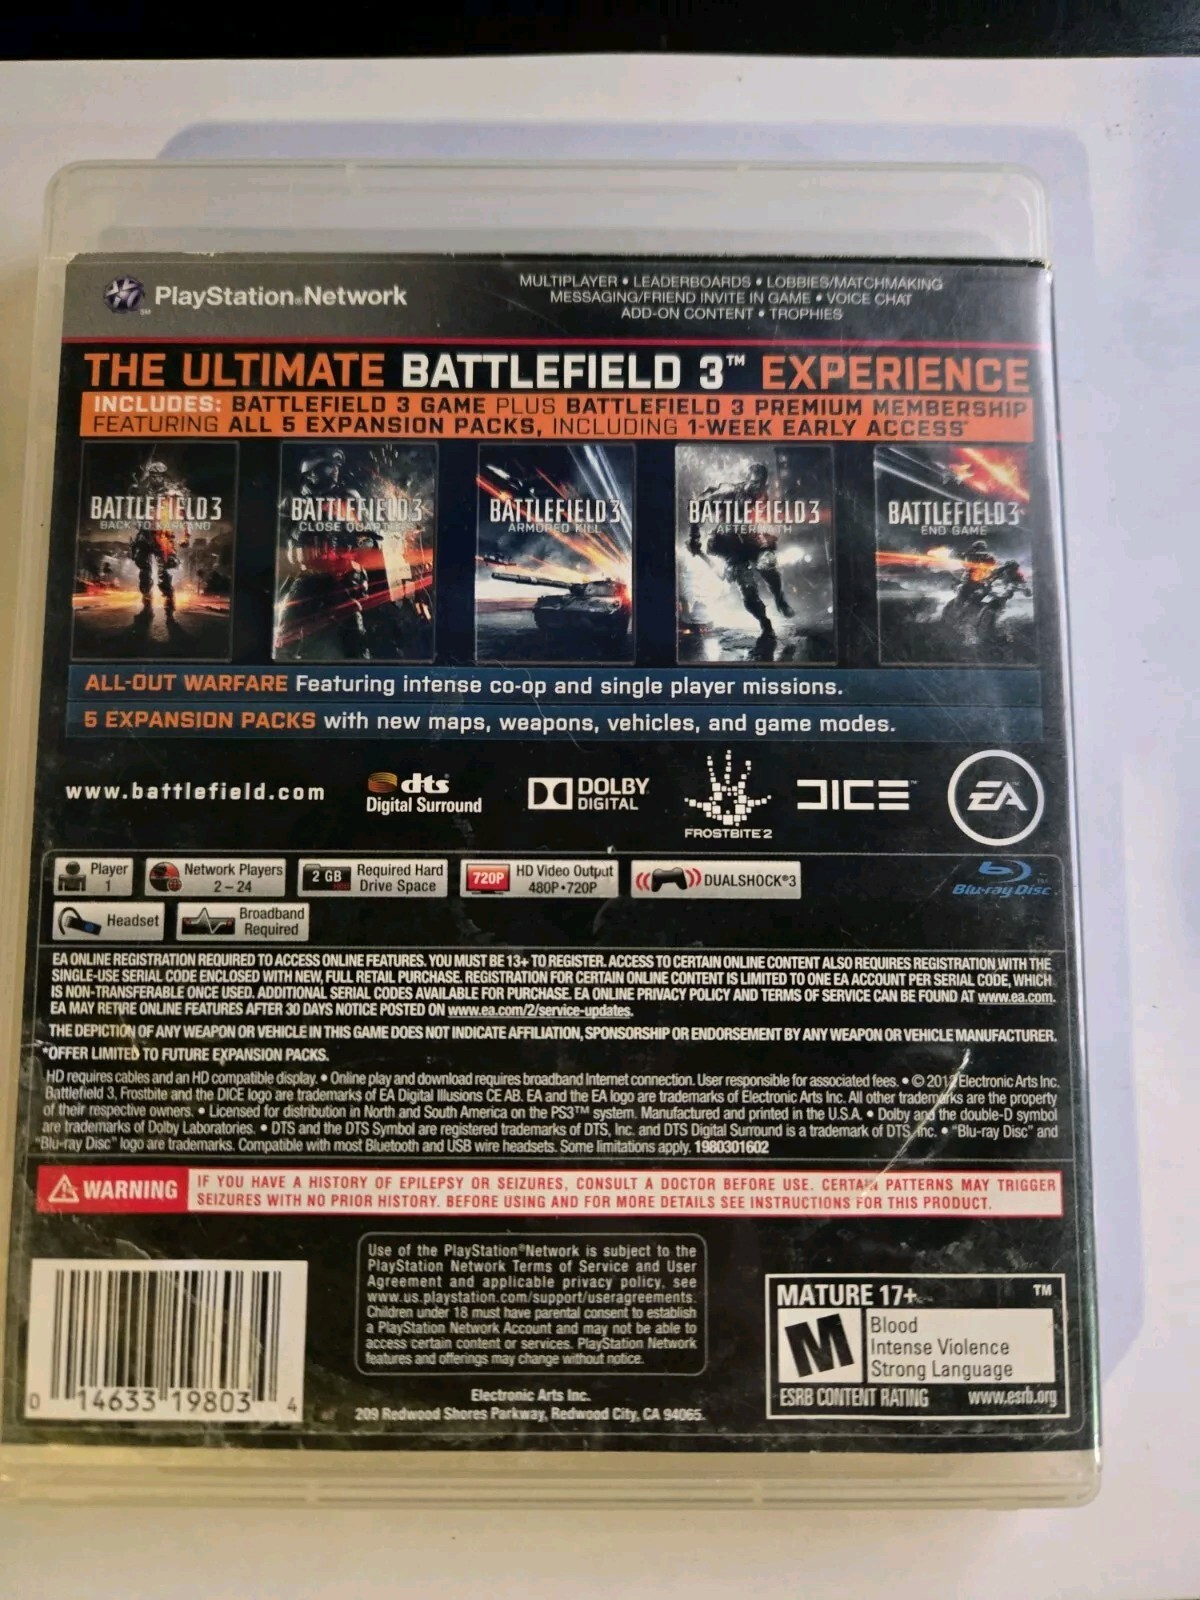 PlayStation®Network
SM
MULTIPLAYER • LEADERBOARDS • LOBBIES/MATCHMAKING
MESSAGING/FRIEND INVITE IN GAME • VOICE CHAT
ADD-ON CONTENT • TROPHIES
THE ULTIMATE BATTLEFIELD 3™ EXPERIENCE
INCLUDES: BATTLEFIELD 3 GAME PLUS BATTLEFIELD 3 PREMIUM MEMBERSHIP
FEATURING ALL 5 EXPANSION PACKS, INCLUDING 1-WEEK EARLY ACCESS*
BATTLEFIELD 3
BACK TO KARKAND
BATTLEFIELD 3
CLOSE QUARTERS
BATTLEFIELD 3
ARMORED KILL
BATTLEFIELD 3
AFTERMATH
BATTLEFIELD 3
END GAME
ALL-OUT WARFARE Featuring intense co-op and single player missions.
5 EXPANSION PACKS with new maps, weapons, vehicles, and game modes.
www.battlefield.com
dts®
Digital Surround
DOLBY
DIGITAL
FROSTBITE 2
DICE™
EA™
Player
1
Network Players
2–24
2 GB
HDD
Required Hard
Drive Space
720P
HD Video Output
480P•720P
DUALSHOCK®3
Blu-ray Disc™
Headset
Broadband
Required
EA ONLINE REGISTRATION REQUIRED TO ACCESS ONLINE FEATURES. YOU MUST BE 13+ TO REGISTER. ACCESS TO CERTAIN ONLINE CONTENT ALSO REQUIRES REGISTRATION WITH THE
SINGLE-USE SERIAL CODE ENCLOSED WITH NEW, FULL RETAIL PURCHASE. REGISTRATION FOR CERTAIN ONLINE CONTENT IS LIMITED TO ONE EA ACCOUNT PER SERIAL CODE, WHICH
IS NON-TRANSFERABLE ONCE USED. ADDITIONAL SERIAL CODES AVAILABLE FOR PURCHASE. EA ONLINE PRIVACY POLICY AND TERMS OF SERVICE CAN BE FOUND AT www.ea.com.
EA MAY RETIRE ONLINE FEATURES AFTER 30 DAYS NOTICE POSTED ON www.ea.com/2/service-updates.
THE DEPICTION OF ANY WEAPON OR VEHICLE IN THIS GAME DOES NOT INDICATE AFFILIATION, SPONSORSHIP OR ENDORSEMENT BY ANY WEAPON OR VEHICLE MANUFACTURER.
*OFFER LIMITED TO FUTURE EXPANSION PACKS.
HD requires cables and an HD compatible display. • Online play and download requires broadband Internet connection. User responsible for associated fees. • © 2012 Electronic Arts Inc.
Battlefield 3, Frostbite and the DICE logo are trademarks of EA Digital Illusions CE AB. EA and the EA logo are trademarks of Electronic Arts Inc. All other trademarks are the property
of their respective owners. • Licensed for distribution in North and South America on the PS3™ system. Manufactured and printed in the U.S.A. • Dolby and the double-D symbol
are trademarks of Dolby Laboratories. • DTS and the DTS Symbol are registered trademarks of DTS, Inc. and DTS Digital Surround is a trademark of DTS, Inc. • "Blu-ray Disc" and
"Blu-ray Disc" logo are trademarks. Compatible with most Bluetooth and USB wire headsets. Some limitations apply. 1980301602
WARNING
IF YOU HAVE A HISTORY OF EPILEPSY OR SEIZURES, CONSULT A DOCTOR BEFORE USE. CERTAIN PATTERNS MAY TRIGGER
SEIZURES WITH NO PRIOR HISTORY. BEFORE USING AND FOR MORE DETAILS SEE INSTRUCTIONS FOR THIS PRODUCT.
Use of the PlayStation®Network is subject to the
PlayStation Network Terms of Service and User
Agreement and applicable privacy policy, see
www.us.playstation.com/support/useragreements.
Children under 18 must have parental consent to establish
a PlayStation Network Account and may not be able to
access certain content or services. PlayStation Network
features and offerings may change without notice.
Electronic Arts Inc.
209 Redwood Shores Parkway, Redwood City, CA 94065.
0 14633 19803 4
MATURE 17+ ™
M
Blood
Intense Violence
Strong Language
ESRB CONTENT RATING www.esrb.org